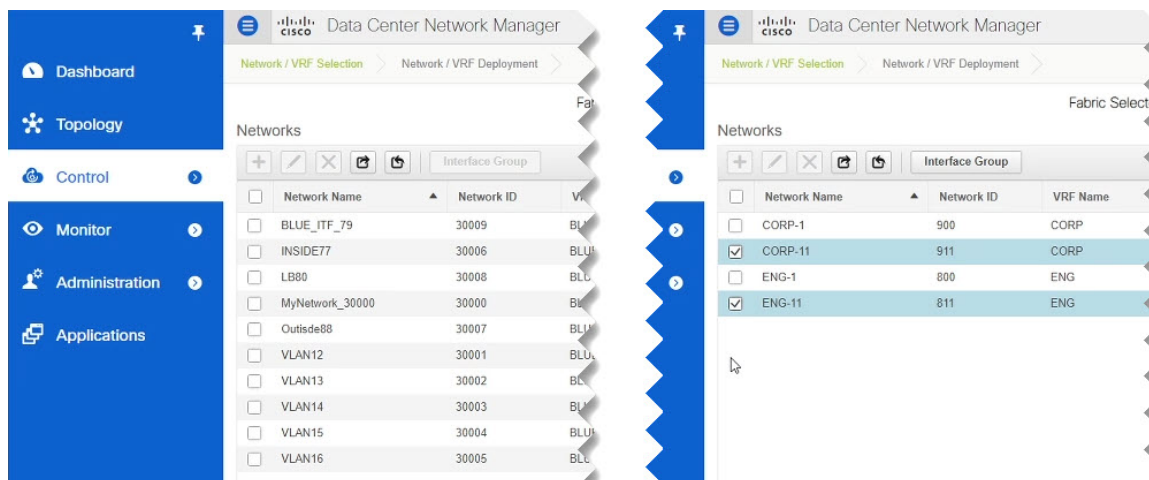 cisco Data Center Network Manager
Network / VRF Selection Network / VRF Deployment
Networks
Interface Group
Network Name Network ID
BLUE_ITF_79 30009
INSIDE77 30006
LB80 30008
MyNetwork_30000 30000
Outisde88 30007
VLAN12 30001
VLAN13 30002
VLAN14 30003
VLAN15 30004
VLAN16 30005
Dashboard
Topology
Control
Monitor
Administration
Applications
cisco Data Center Network Manager
Network / VRF Selection Network / VRF Deployment
Fabric Select
Networks
Interface Group
Network Name Network ID VRF Name
CORP-1 900 CORP
CORP-11 911 CORP
ENG-1 800 ENG
ENG-11 811 ENG